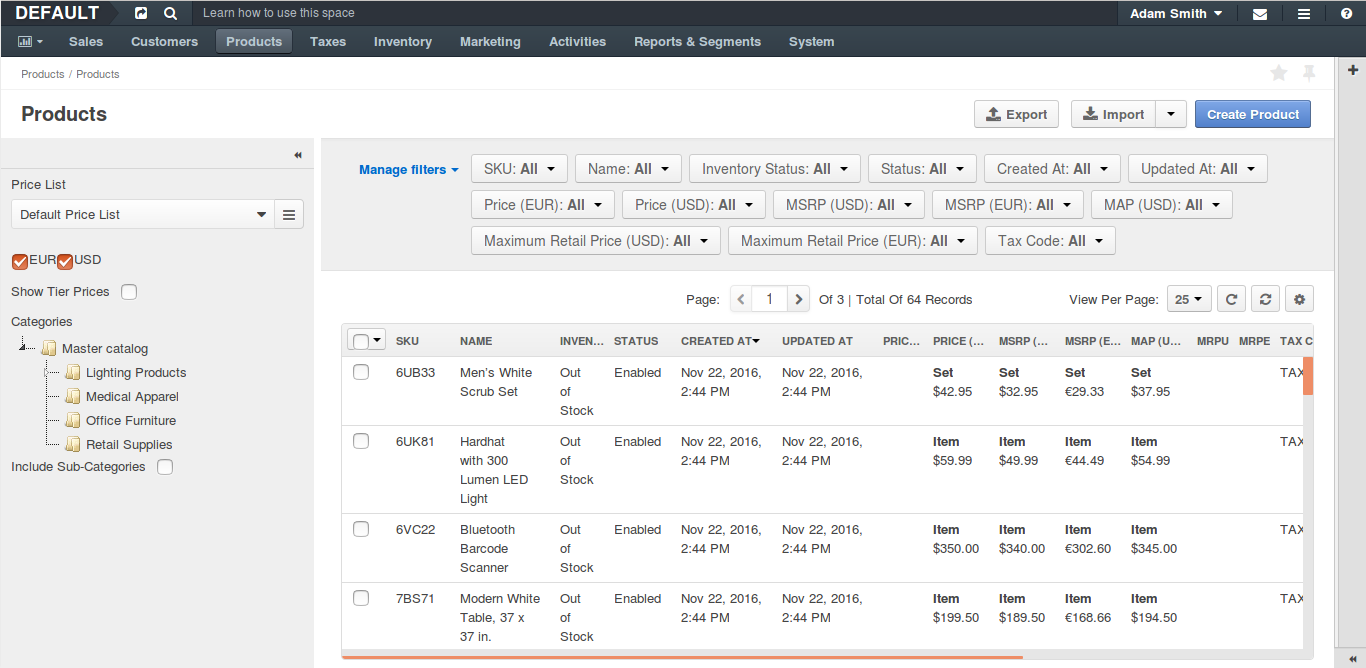 DEFAULT Learn how to use this space Adam Smith
Sales Customers Products Taxes Inventory Marketing Activities Reports & Segments System
Products / Products
Products Export Import Create Product
Price List
Default Price List
EUR USD
Show Tier Prices
Categories
Master catalog
Lighting Products
Medical Apparel
Office Furniture
Retail Supplies
Include Sub-Categories
Manage filters SKU: All Name: All Inventory Status: All Status: All Created At: All Updated At: All
Price (EUR): All Price (USD): All MSRP (USD): All MSRP (EUR): All MAP (USD): All
Maximum Retail Price (USD): All Maximum Retail Price (EUR): All Tax Code: All
Page: 1 Of 3 | Total Of 64 Records View Per Page: 25
SKU NAME INVEN... STATUS CREATED AT UPDATED AT PRIC... PRICE (... MSRP (... MSRP (E... MAP (U... MRPU MRPE TAX C
6UB33 Men's White Out Enabled Nov 22, 2016, Nov 22, 2016, Set Set Set Set TAX
Scrub Set of 2:44 PM 2:44 PM $42.95 $32.95 €29.33 $37.95
Stock
6UK81 Hardhat Out Enabled Nov 22, 2016, Nov 22, 2016, Item Item Item Item TAX
with 300 of 2:44 PM 2:44 PM $59.99 $49.99 €44.49 $54.99
Lumen LED Stock
Light
6VC22 Bluetooth Out Enabled Nov 22, 2016, Nov 22, 2016, Item Item Item Item TAX
Barcode of 2:44 PM 2:44 PM $350.00 $340.00 €302.60 $345.00
Scanner Stock
7BS71 Modern White Out Enabled Nov 22, 2016, Nov 22, 2016, Item Item Item Item TAX
Table, 37 x of 2:44 PM 2:44 PM $199.50 $189.50 €168.66 $194.50
37 in. Stock